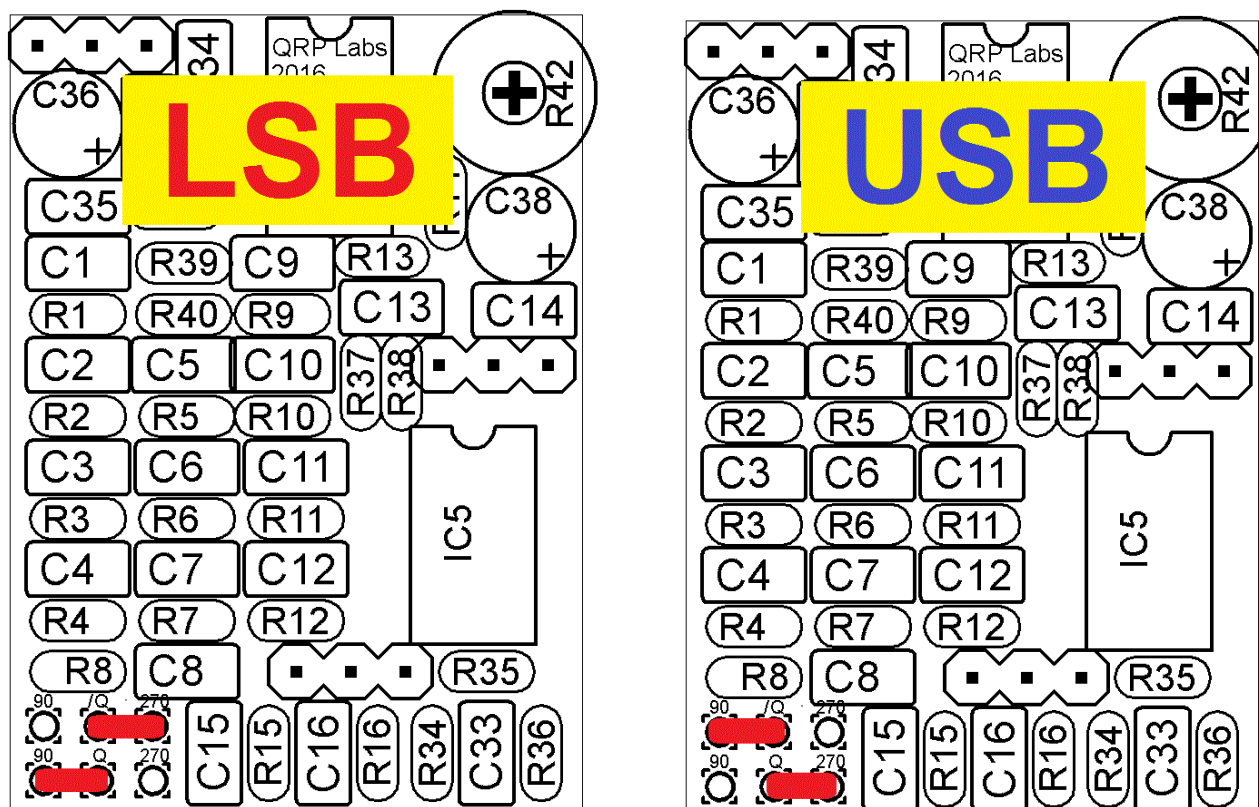 34
QRP Labs
2016
R42
C36
+
LSB
C35
C38
+
C1 R39 C9 R13
R1 R40 R9 C13 C14
C2 C5 C10 R37 R38
R2 R5 R10
C3 C6 C11
R3 R6 R11 IC5
C4 C7 C12
R4 R7 R12
R8 C8 R35
90 /Q 270
90 Q 270
C15 R15 C16 R16 R34 C33 R36
34
QRP Labs
2016
R42
C36
+
USB
C35
C38
+
C1 R39 C9 R13
R1 R40 R9 C13 C14
C2 C5 C10 R37 R38
R2 R5 R10
C3 C6 C11
R3 R6 R11 IC5
C4 C7 C12
R4 R7 R12
R8 C8 R35
90 /Q 270
90 Q 270
C15 R15 C16 R16 R34 C33 R36